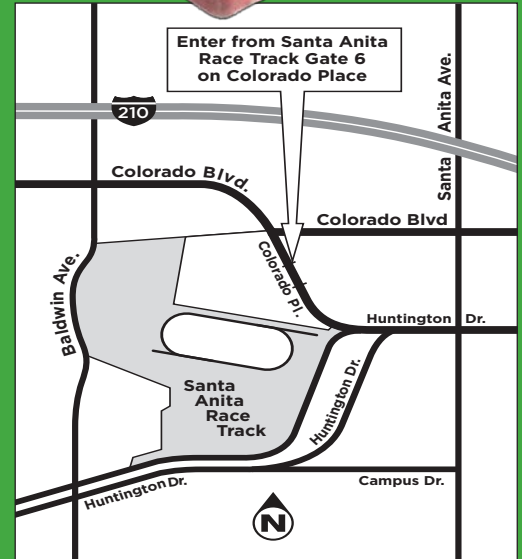 Enter from Santa Anita
Race Track Gate 6
on Colorado Place
Santa Anita Ave.
210
Colorado Blvd.
Colorado Blvd
Colorado Pl.
Baldwin Ave.
Huntington Dr.
Huntington Dr.
Santa
Anita
Race
Track
Campus Dr.
Huntington Dr.
N